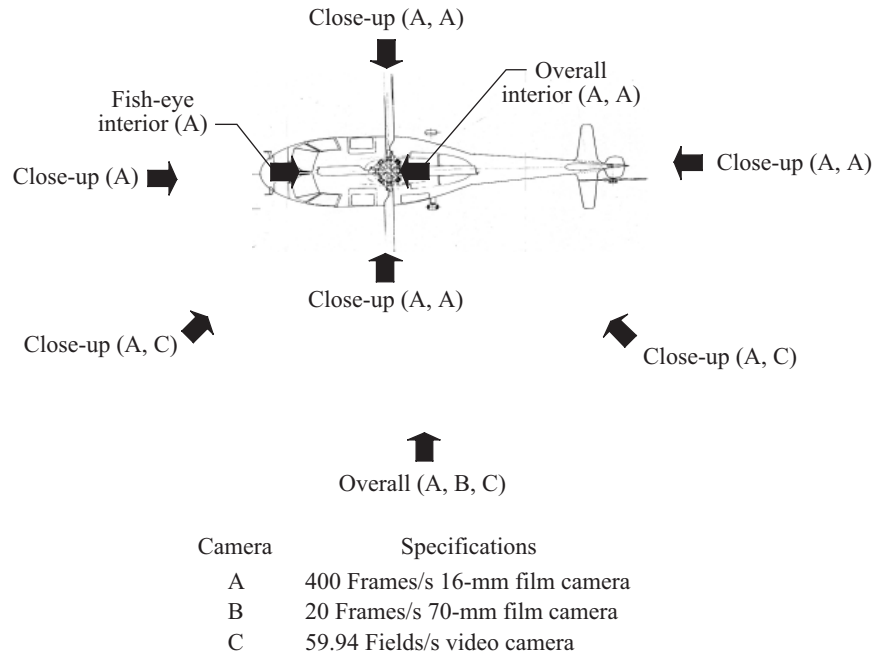 Close-up (A, A)
Overall
interior (A, A)
Fish-eye
interior (A)
Close-up (A)
Close-up (A, A)
Close-up (A, A)
Close-up (A, C)
Close-up (A, C)
Overall (A, B, C)
Camera Specifications
A 400 Frames/s 16-mm film camera
B 20 Frames/s 70-mm film camera
C 59.94 Fields/s video camera